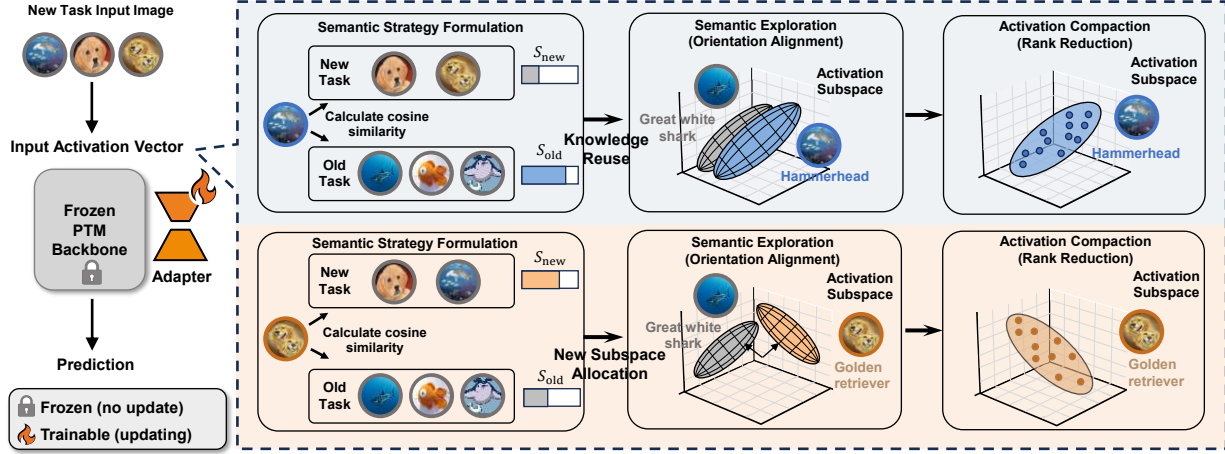 New Task Input Image
Input Activation Vector
Frozen
PTM
Backbone
Adapter
Prediction
Frozen (no update)
Trainable (updating)
Semantic Strategy Formulation
New
Task
S_new
Calculate cosine
similarity
Old
Task
S_old
Knowledge
Reuse
Semantic Exploration
(Orientation Alignment)
Activation
Subspace
Great white
shark
Hammerhead
Activation Compaction
(Rank Reduction)
Activation
Subspace
Hammerhead
Semantic Strategy Formulation
New
Task
S_new
Calculate cosine
similarity
Old
Task
S_old
New Subspace
Allocation
Semantic Exploration
(Orientation Alignment)
Activation
Subspace
Great white
shark
Golden
retriever
Activation Compaction
(Rank Reduction)
Activation
Subspace
Golden
retriever